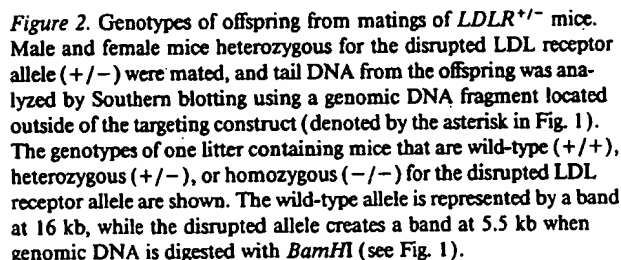 Figure 2. Genotypes of offspring from matings of LDLR+/− mice.
Male and female mice heterozygous for the disrupted LDL receptor
allele (+/−) were mated, and tail DNA from the offspring was ana-
lyzed by Southern blotting using a genomic DNA fragment located
outside of the targeting construct (denoted by the asterisk in Fig. 1).
The genotypes of one litter containing mice that are wild-type (+/+),
heterozygous (+/−), or homozygous (−/−) for the disrupted LDL
receptor allele are shown. The wild-type allele is represented by a band
at 16 kb, while the disrupted allele creates a band at 5.5 kb when
genomic DNA is digested with BamHI (see Fig. 1).